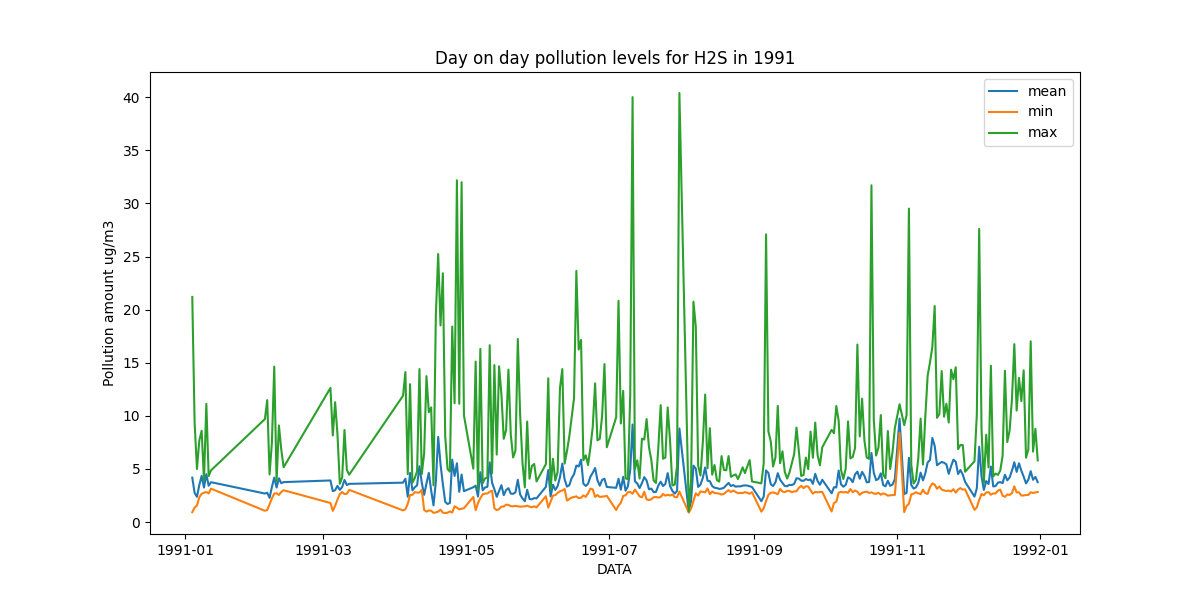 Day on day pollution levels for H2S in 1991
mean
min
max
40
35
30
25
20
15
10
5
0
Pollution amount ug/m3
1991-01
1991-03
1991-05
1991-07
1991-09
1991-11
1992-01
DATA